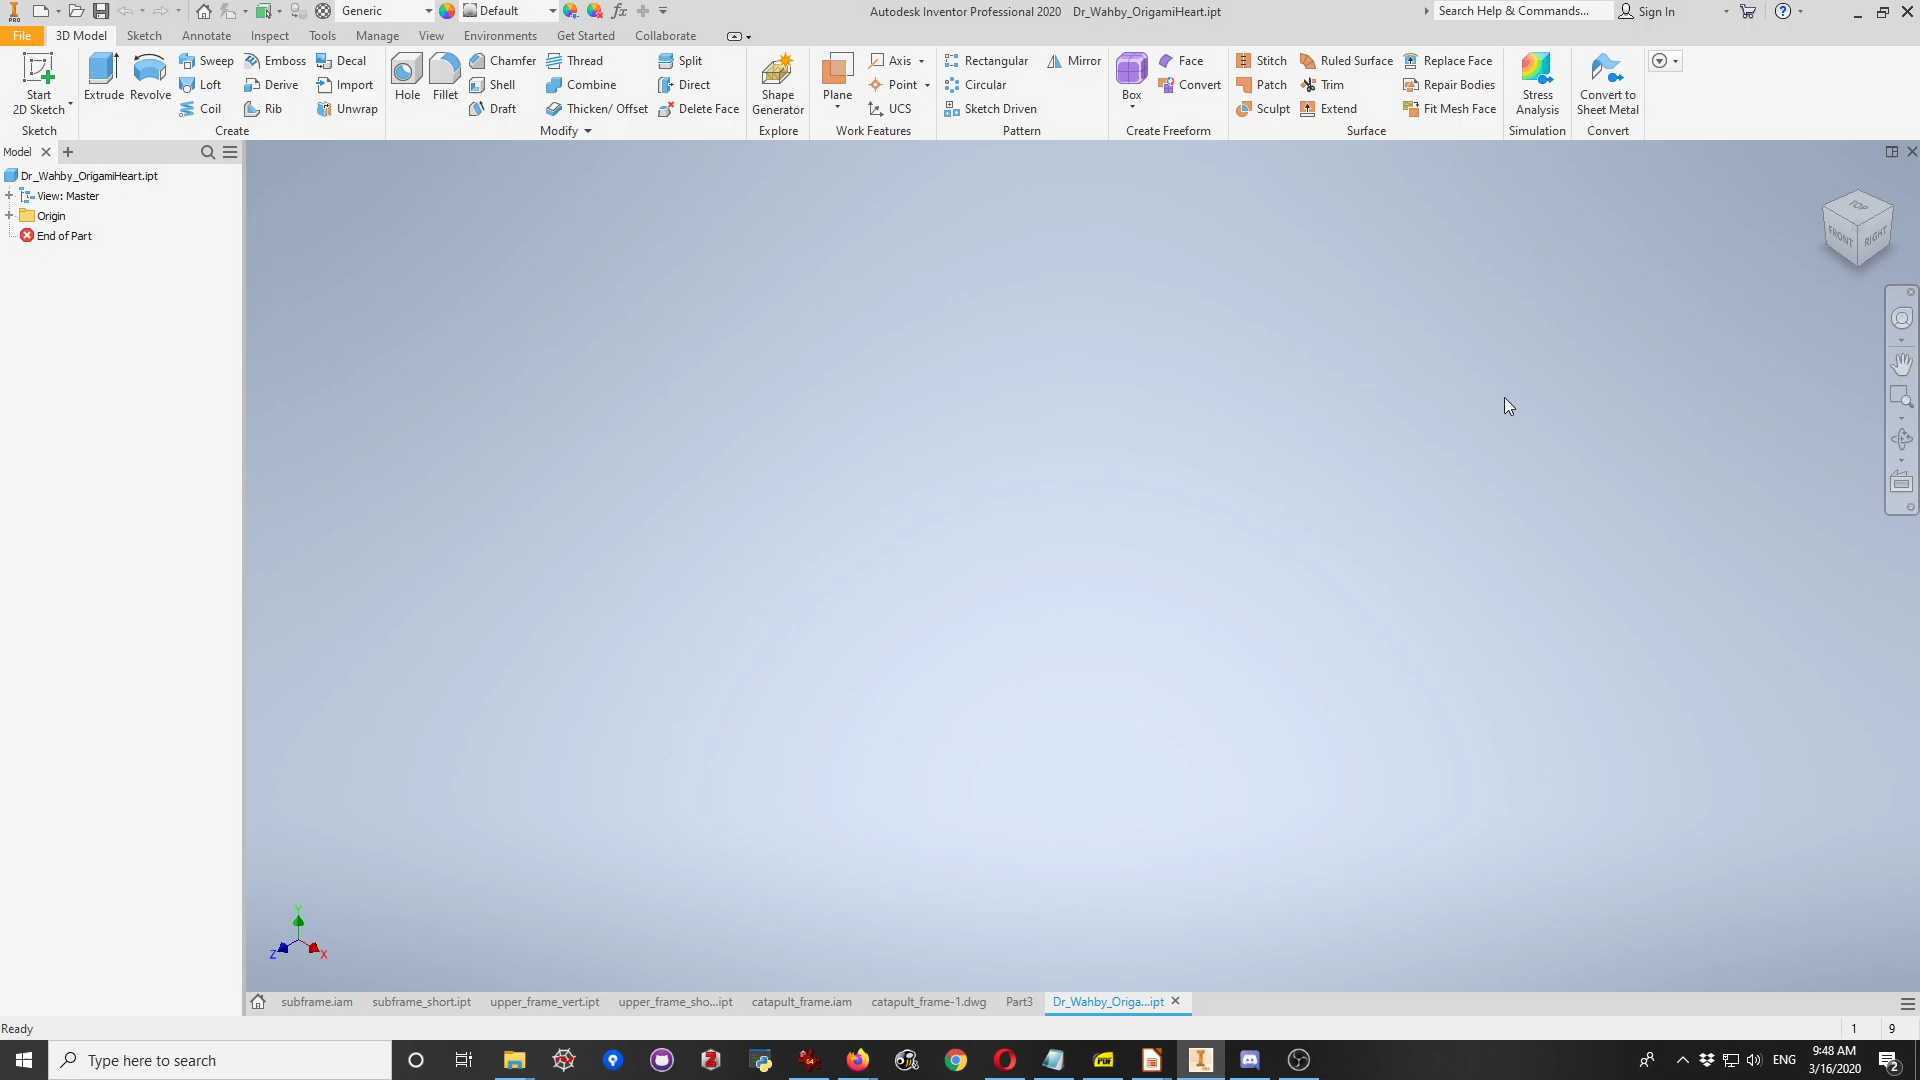 PRO Generic Default fx Autodesk Inventor Professional 2020 Dr_Wahby_OrigamiHeart.ipt Search Help & Commands... Sign In
File 3D Model Sketch Annotate Inspect Tools Manage View Environments Get Started Collaborate
Start
2D Sketch
Sketch
Extrude Revolve
Sweep Emboss Decal
Loft Derive Import
Coil Rib Unwrap
Create
Hole Fillet
Chamfer Thread Split
Shell Combine Direct
Draft Thicken/ Offset Delete Face
Modify
Shape
Generator
Explore
Plane
Axis
Point
UCS
Work Features
Rectangular Mirror
Circular
Sketch Driven
Pattern
Box
Face
Convert
Create Freeform
Stitch Ruled Surface Replace Face
Patch Trim Repair Bodies
Sculpt Extend Fit Mesh Face
Surface
Stress
Analysis
Simulation
Convert to
Sheet Metal
Convert
Model
Dr_Wahby_OrigamiHeart.ipt
View: Master
Origin
End of Part
TOP
FRONT RIGHT
Y
Z X
subframe.iam subframe_short.ipt upper_frame_vert.ipt upper_frame_sho...ipt catapult_frame.iam catapult_frame-1.dwg Part3 Dr_Wahby_Origa...ipt
Ready 1 9
Type here to search
PDF
ENG
9:48 AM
3/16/2020
2